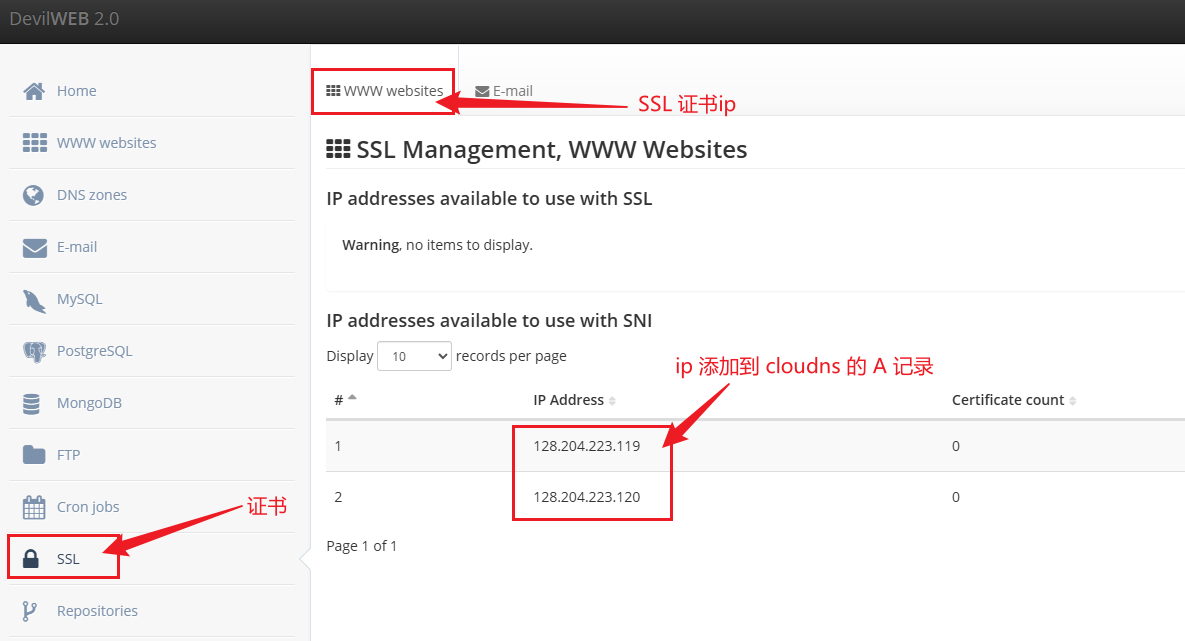 DevilWEB 2.0
Home
WWW websites
DNS zones
E-mail
MySQL
PostgreSQL
MongoDB
FTP
Cron jobs
证书
SSL
Repositories
WWW websites
E-mail
SSL 证书ip
SSL Management, WWW Websites
IP addresses available to use with SSL
Warning, no items to display.
IP addresses available to use with SNI
Display 10 records per page
ip 添加到 cloudns 的 A 记录
# IP Address Certificate count
1 128.204.223.119 0
2 128.204.223.120 0
Page 1 of 1